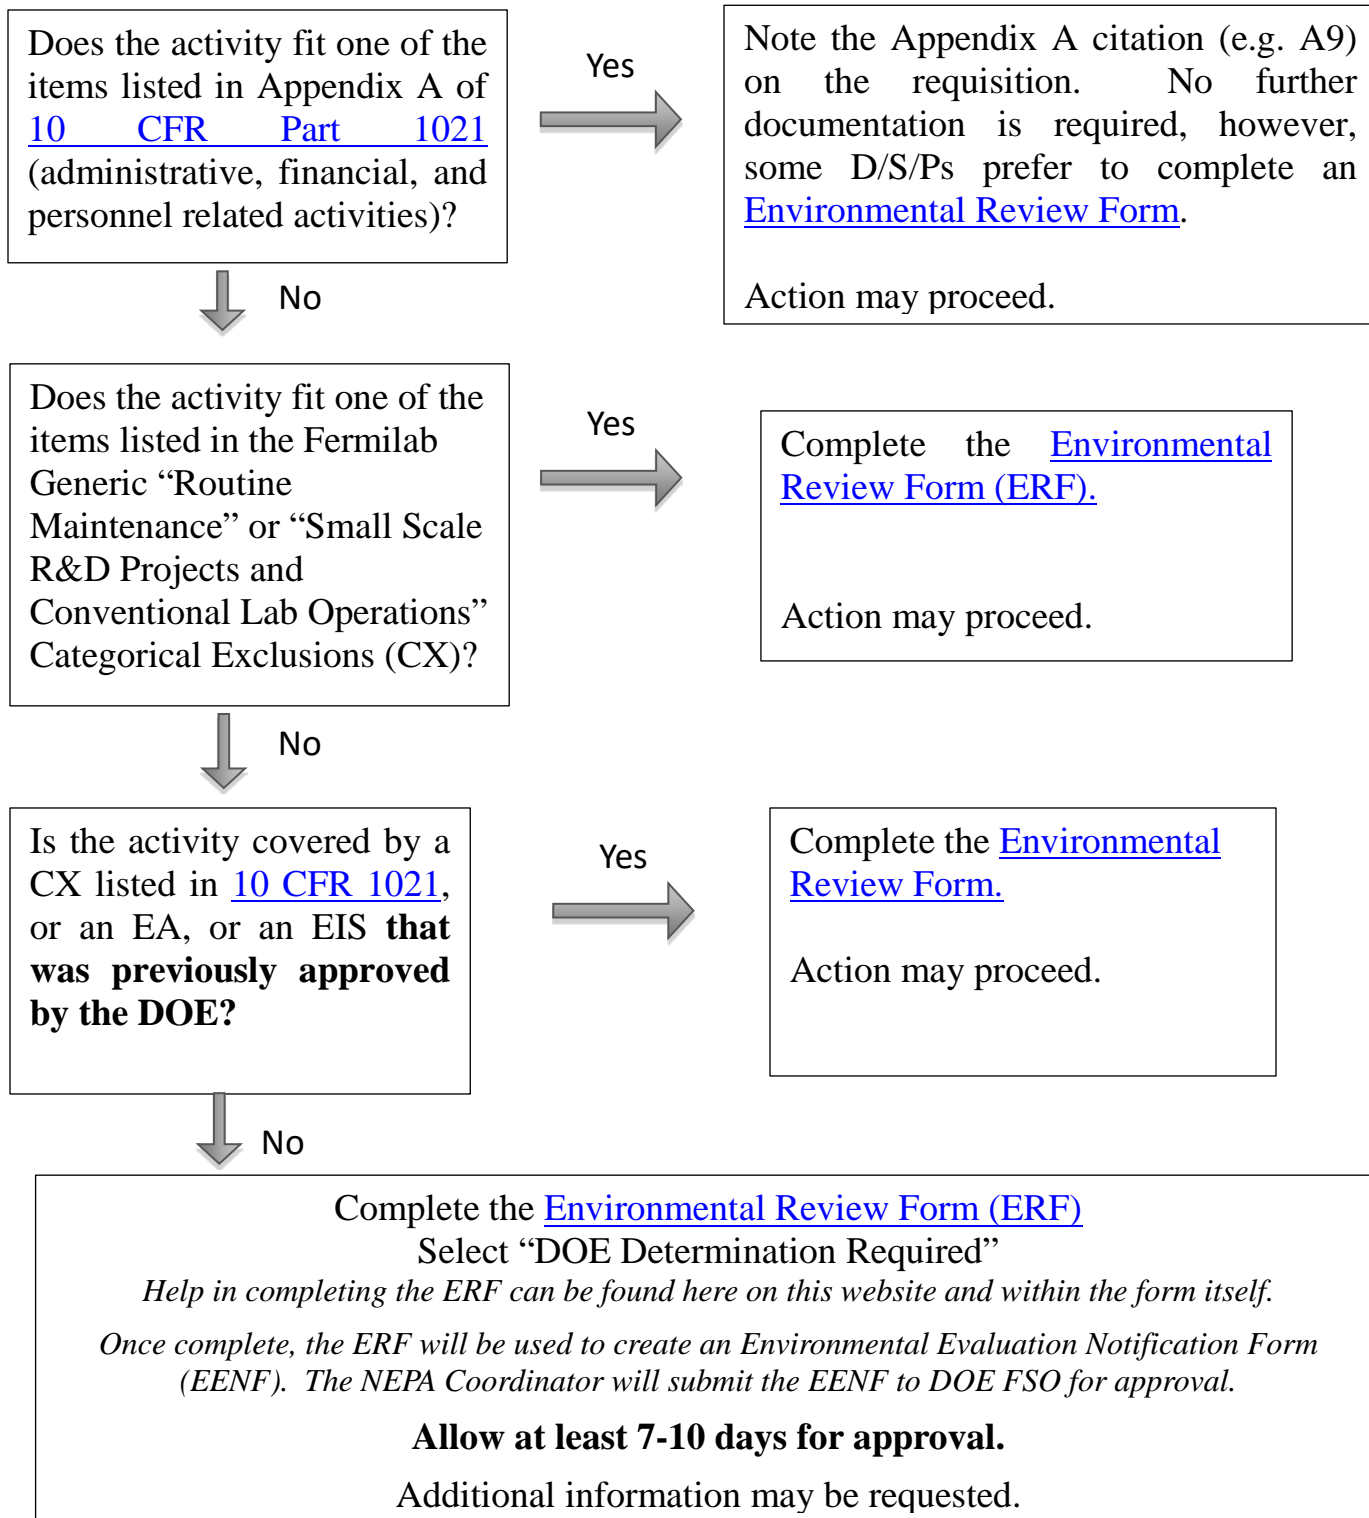 Does the activity fit one of the
items listed in Appendix A of
10 CFR Part 1021
(administrative, financial, and
personnel related activities)?
Yes
Note the Appendix A citation (e.g. A9)
on the requisition. No further
documentation is required, however,
some D/S/Ps prefer to complete an
Environmental Review Form.
Action may proceed.
No
Does the activity fit one of the
items listed in the Fermilab
Generic “Routine
Maintenance” or “Small Scale
R&D Projects and
Conventional Lab Operations”
Categorical Exclusions (CX)?
Yes
Complete the Environmental
Review Form (ERF).
Action may proceed.
No
Is the activity covered by a
CX listed in 10 CFR 1021,
or an EA, or an EIS that
was previously approved
by the DOE?
Yes
Complete the Environmental
Review Form.
Action may proceed.
No
Complete the Environmental Review Form (ERF)
Select “DOE Determination Required”
Help in completing the ERF can be found here on this website and within the form itself.
Once complete, the ERF will be used to create an Environmental Evaluation Notification Form
(EENF). The NEPA Coordinator will submit the EENF to DOE FSO for approval.
Allow at least 7-10 days for approval.
Additional information may be requested.